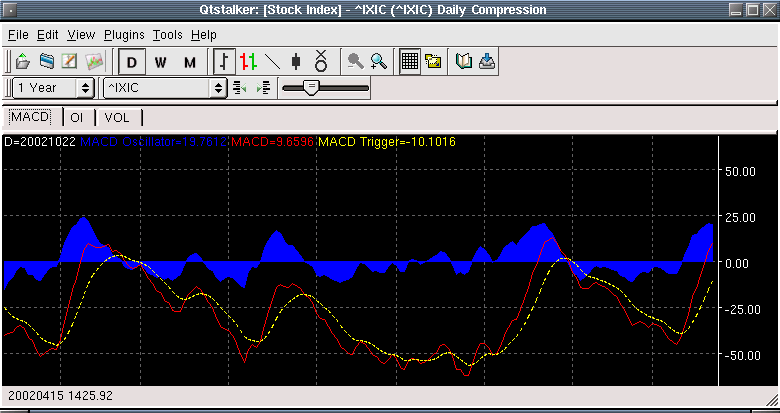 Qtstalker: [Stock Index] - ^IXIC (^IXIC) Daily Compression
File Edit View Plugins Tools Help
D W M
1 Year ^IXIC
MACD OI VOL
D=20021022 MACD Oscillator=19.7612 MACD=9.6596 MACD Trigger=-10.1016
50.00
25.00
0.00
-25.00
-50.00
20020415 1425.92